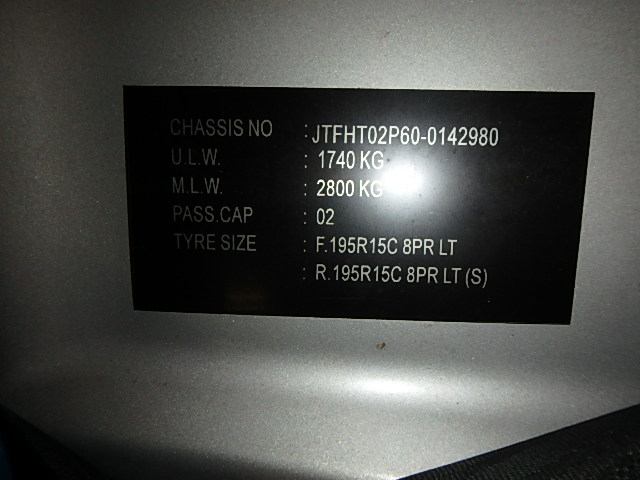 CHASSIS NO : JTFHT02P60-0142980
U.L.W. : 1740 KG
M.L.W. : 2800 KG
PASS.CAP : 02
TYRE SIZE : F.195R15C 8PR LT
: R.195R15C 8PR LT (S)